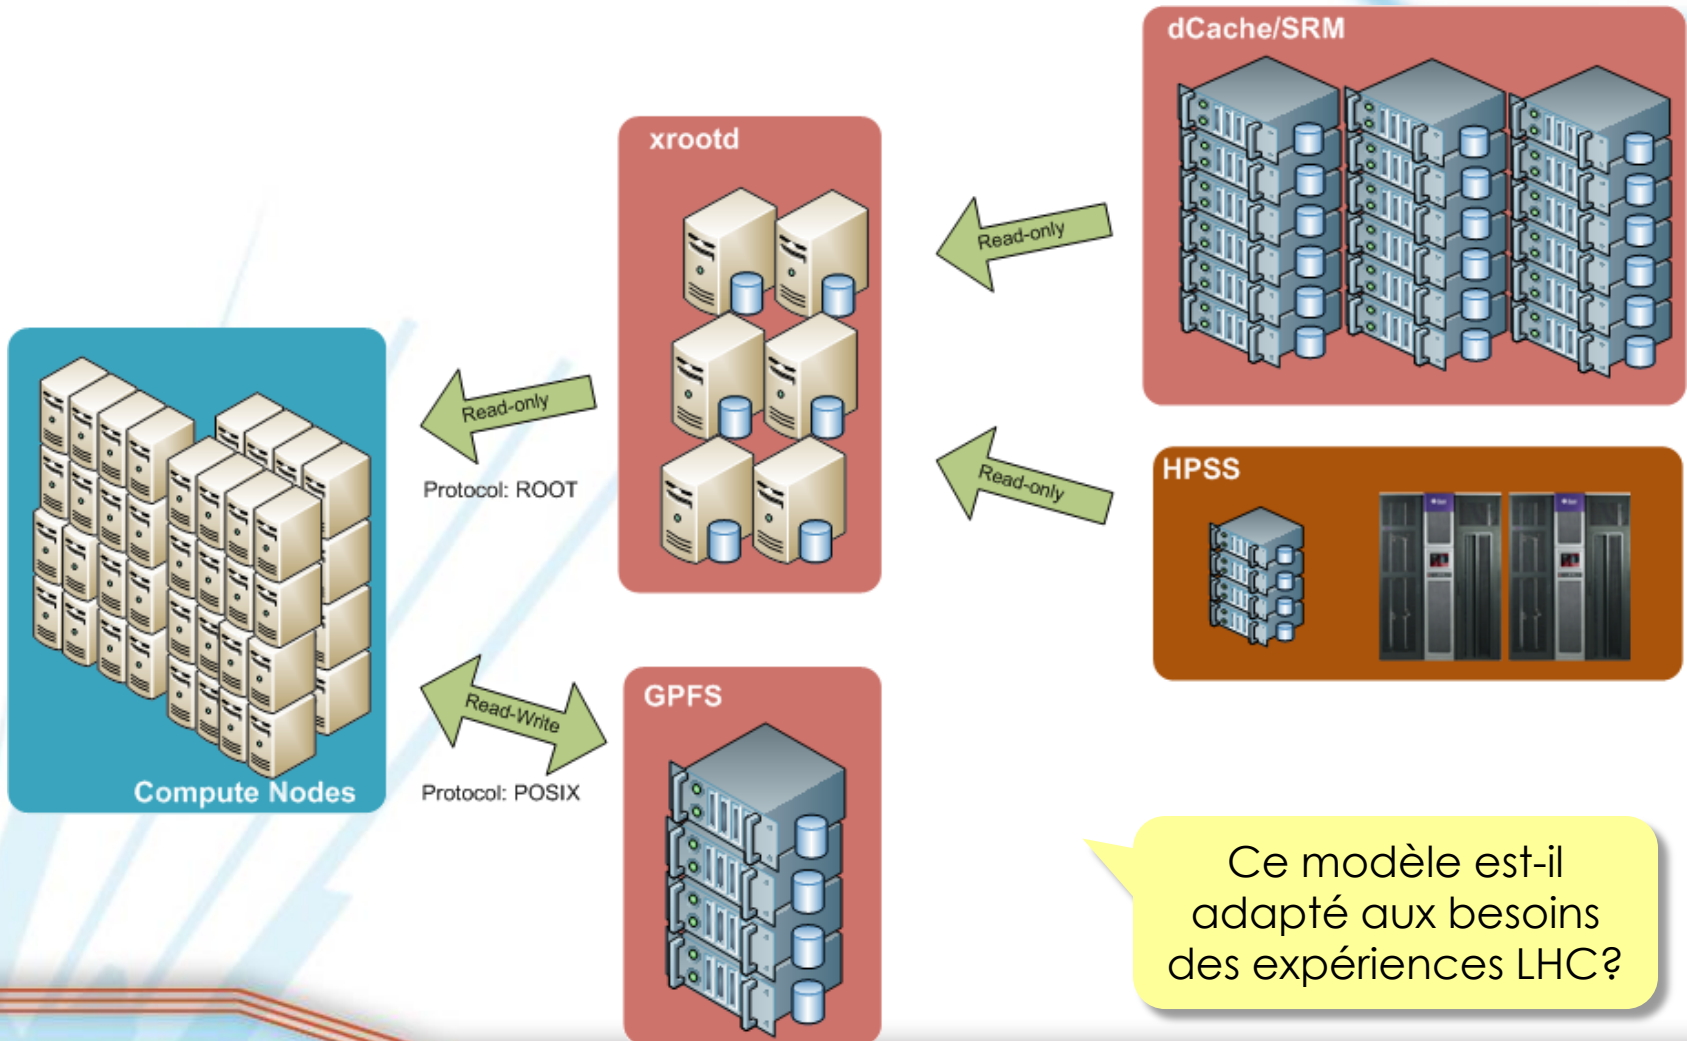 dCache/SRM
xrootd
Read-only
Read-only
Protocol: ROOT
HPSS
Read-only
GPFS
Read-Write
Protocol: POSIX
Compute Nodes
Ce modèle est-il
adapté aux besoins
des expériences LHC?